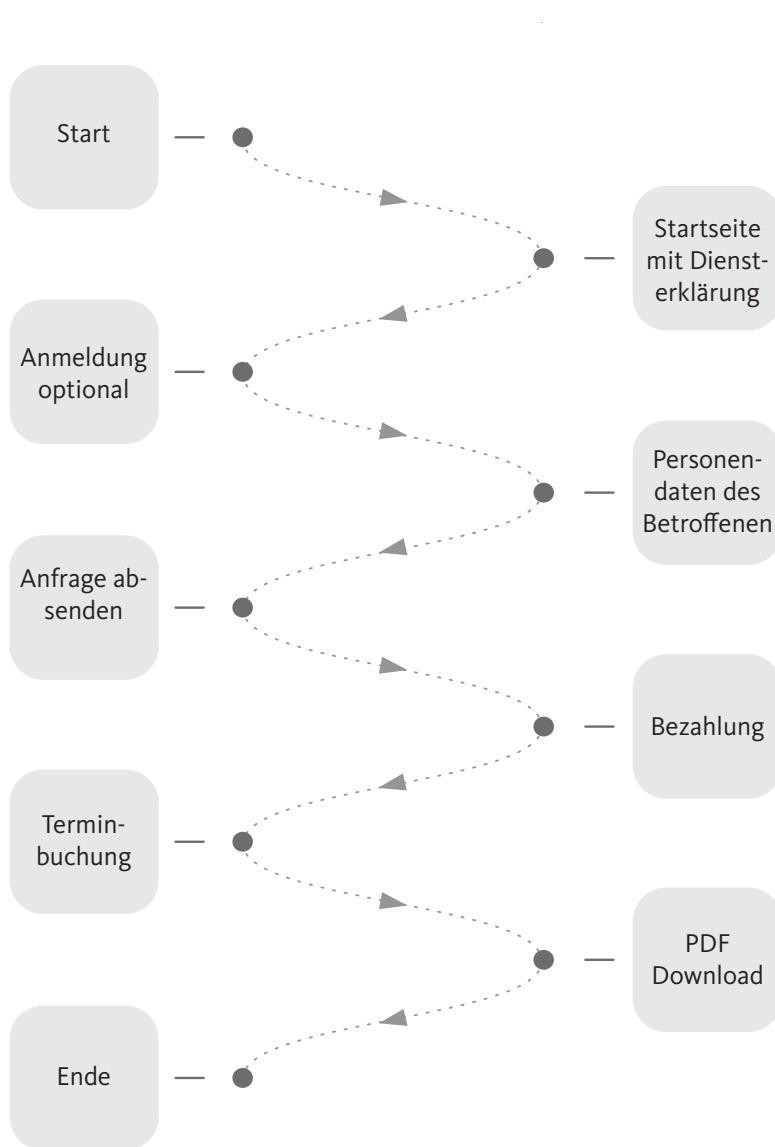 Start
Startseite
mit Dienst-
erklärung
Anmeldung
optional
Personen-
daten des
Betroffenen
Anfrage ab-
senden
Bezahlung
Termin-
buchung
PDF
Download
Ende